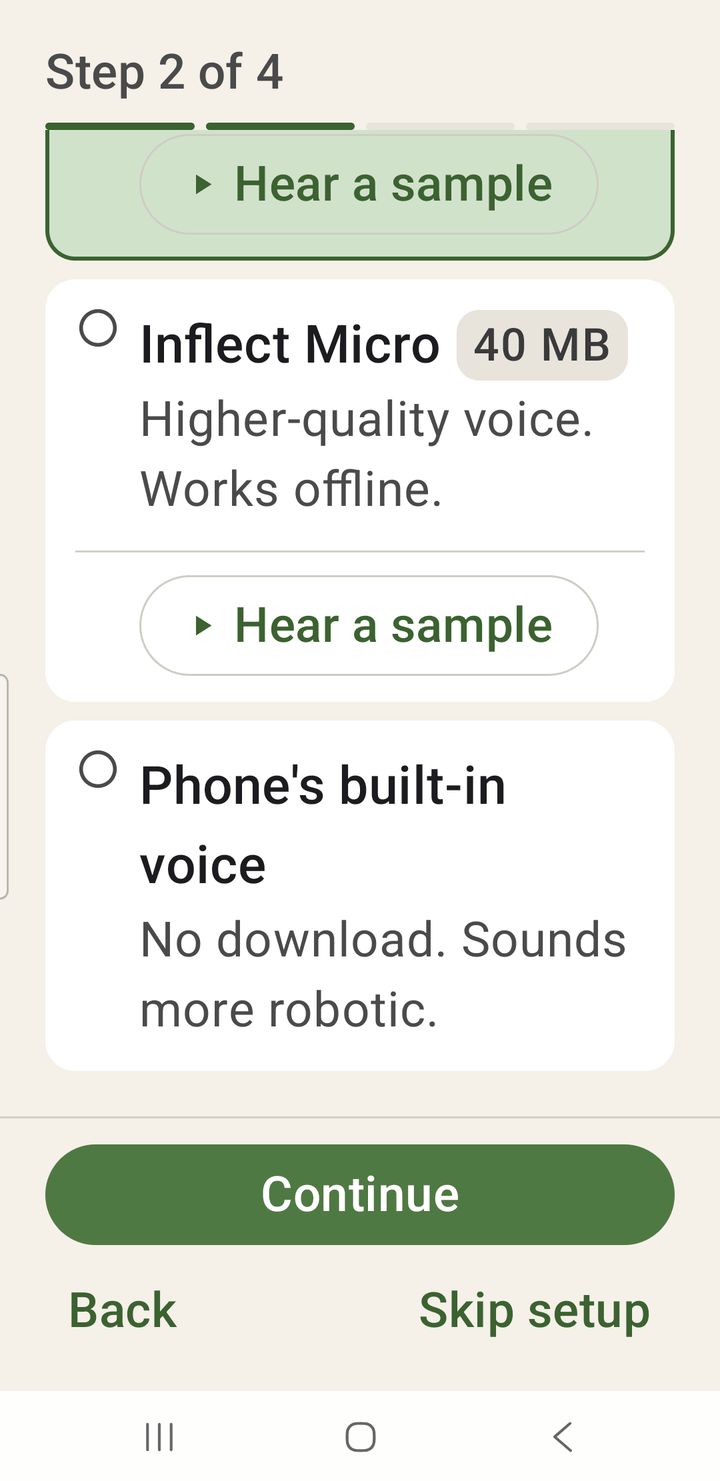 Step 2 of 4
Hear a sample
Inflect Micro 40 MB
Higher-quality voice.
Works offline.
Hear a sample
Phone's built-in
voice
No download. Sounds
more robotic.
Continue
Back Skip setup